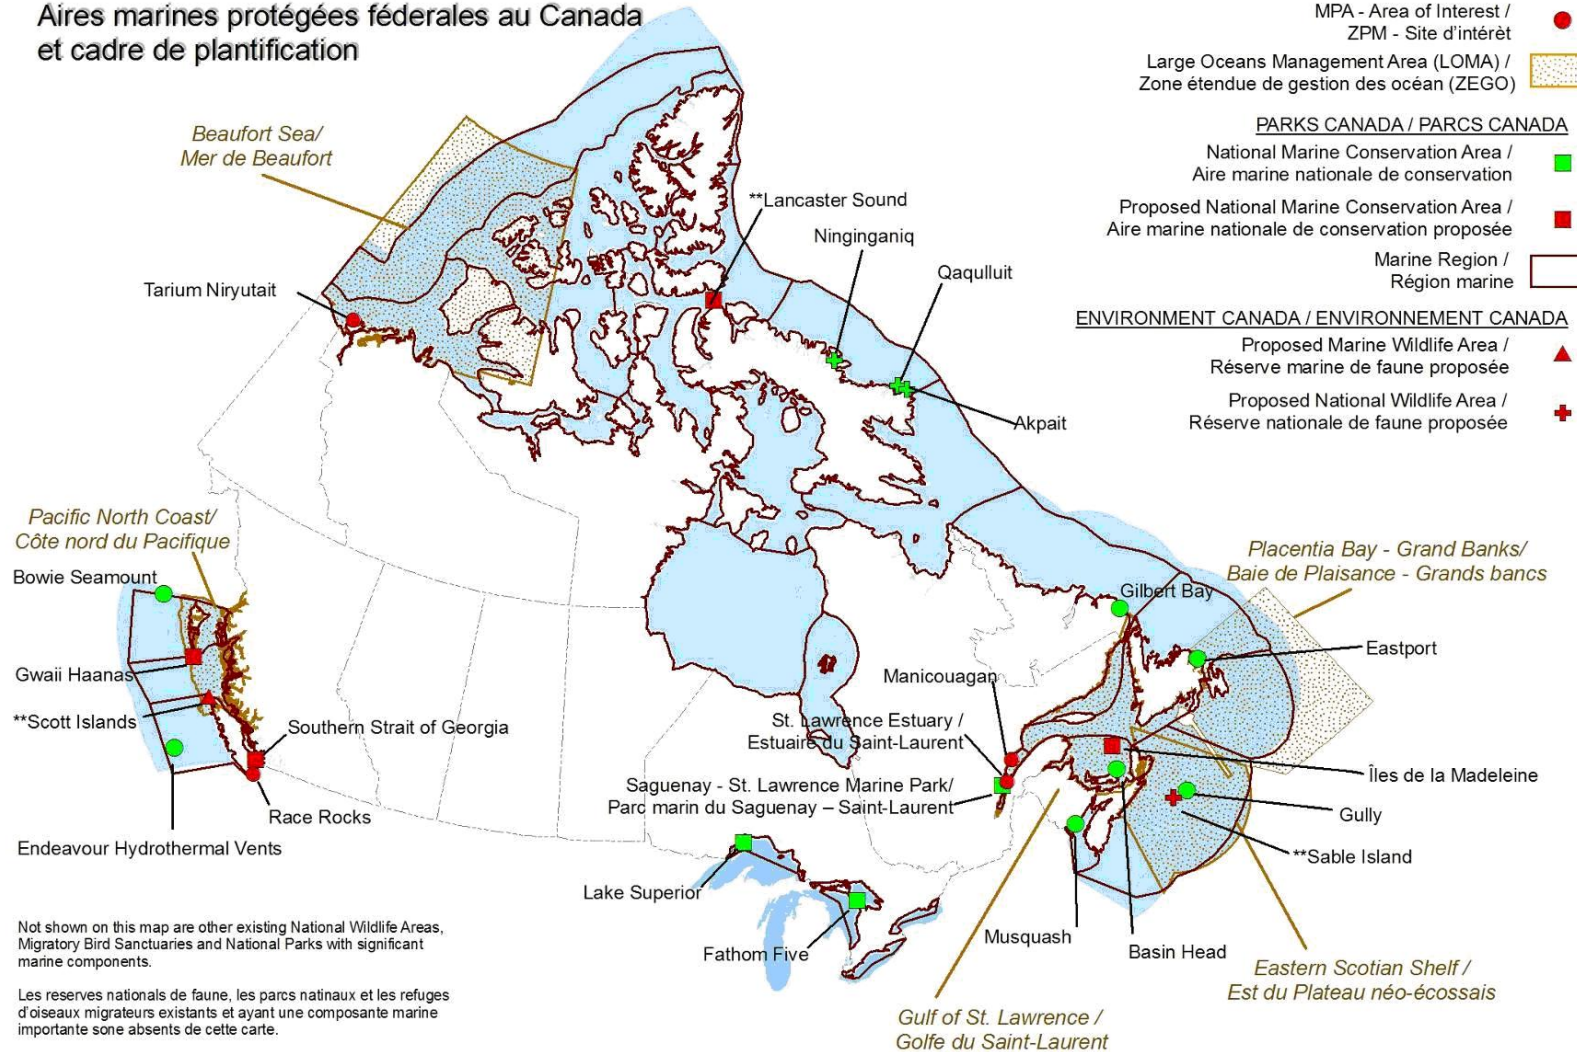 Aires marines protégées féderales au Canada
et cadre de plantification
MPA - Area of Interest /
ZPM - Site d'intérèt
Large Oceans Management Area (LOMA) /
Zone étendue de gestion des océan (ZEGO)
PARKS CANADA / PARCS CANADA
National Marine Conservation Area /
Aire marine nationale de conservation
Proposed National Marine Conservation Area /
Aire marine nationale de conservation proposée
Marine Region /
Région marine
ENVIRONMENT CANADA / ENVIRONNEMENT CANADA
Proposed Marine Wildlife Area /
Réserve marine de faune proposée
Proposed National Wildlife Area /
Réserve nationale de faune proposée
Beaufort Sea/
Mer de Beaufort
**Lancaster Sound
Ninginganiq
Qaqulluit
Tarium Niryutait
Akpait
Pacific North Coast/
Côte nord du Pacifique
Bowie Seamount
Gwaii Haanas
**Scott Islands
Southern Strait of Georgia
Race Rocks
Endeavour Hydrothermal Vents
Placentia Bay - Grand Banks/
Baie de Plaisance - Grands bancs
Gilbert Bay
Eastport
Manicouagan
St. Lawrence Estuary /
Estuaire du Saint-Laurent
Saguenay - St. Lawrence Marine Park/
Parc marin du Saguenay – Saint-Laurent
Îles de la Madeleine
Gully
**Sable Island
Lake Superior
Fathom Five
Musquash
Basin Head
Eastern Scotian Shelf /
Est du Plateau néo-écossais
Gulf of St. Lawrence /
Golfe du Saint-Laurent
Not shown on this map are other existing National Wildlife Areas,
Migratory Bird Sanctuaries and National Parks with significant
marine components.
Les reserves nationals de faune, les parcs natinaux et les refuges
d'oiseaux migrateurs existants et ayant une composante marine
importante sone absents de cette carte.